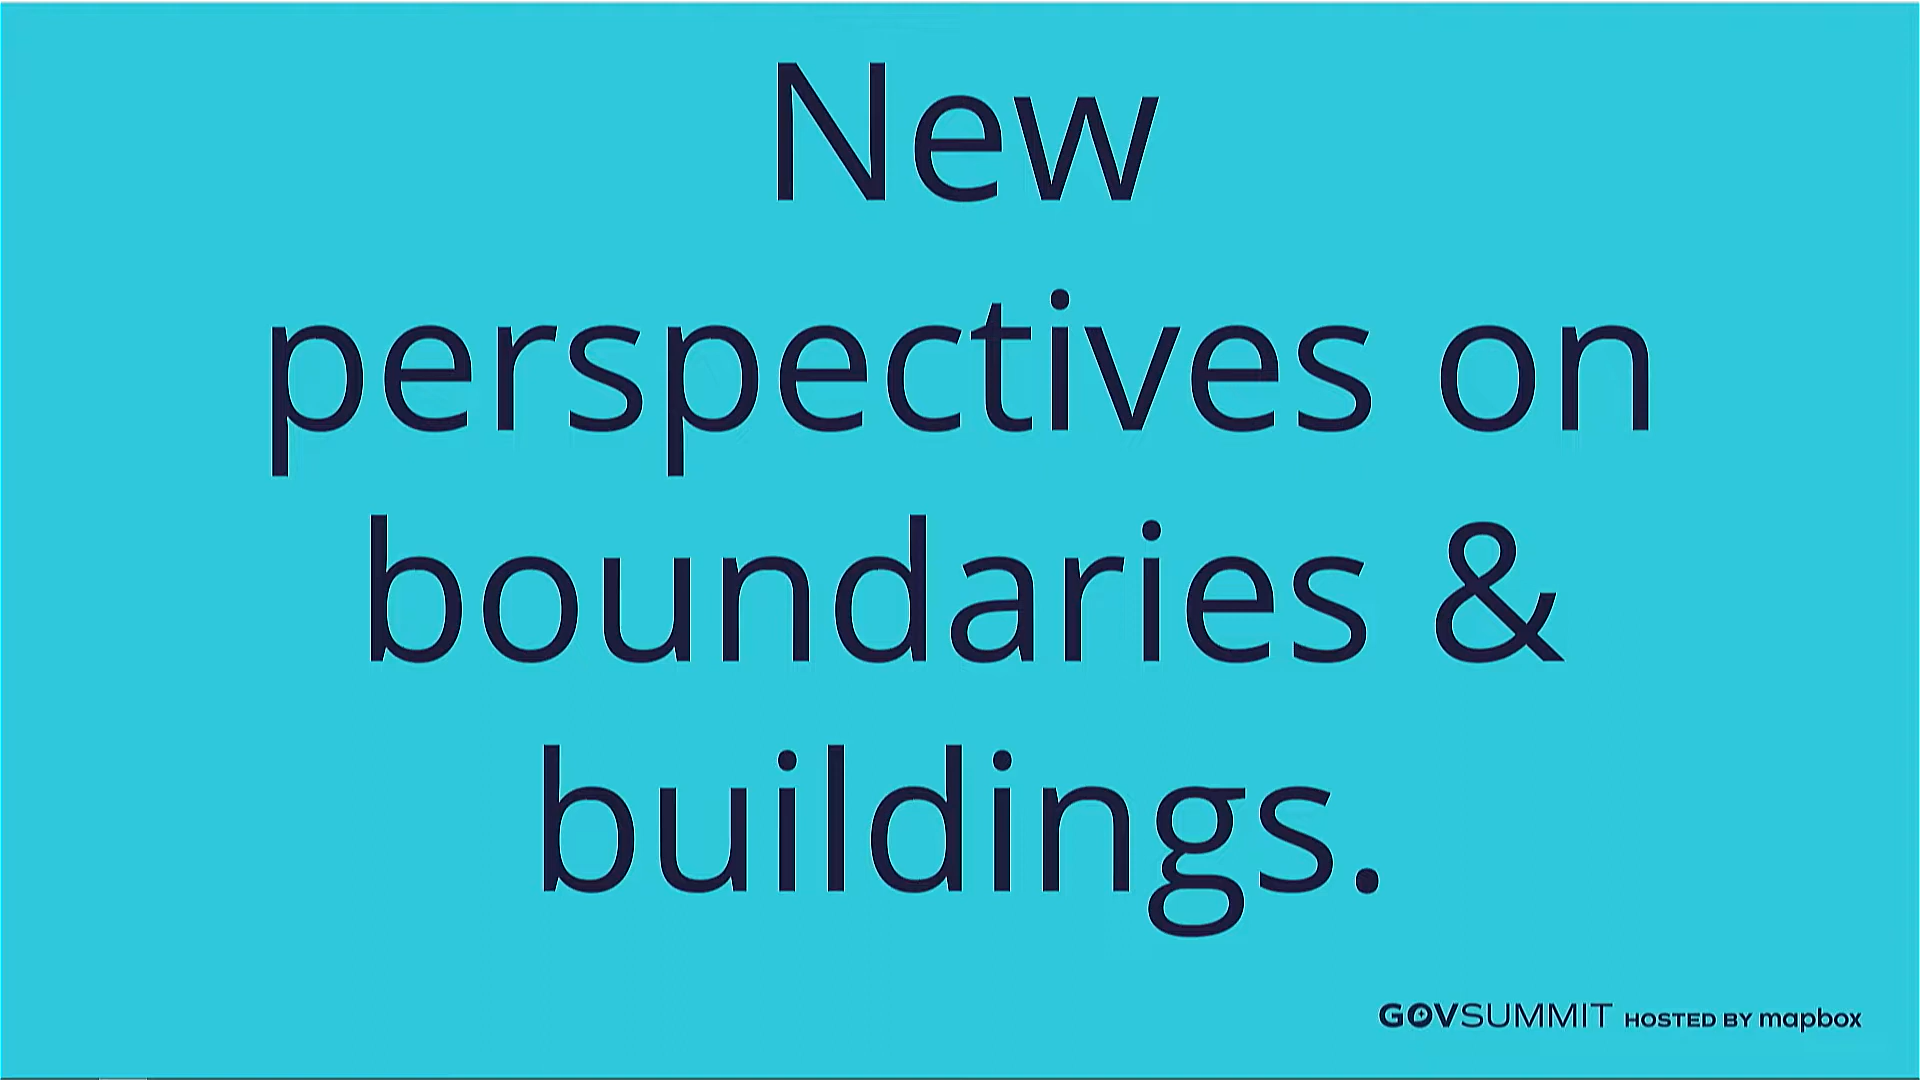 New
perspectives on
boundaries &
buildings.
GOVSUMMIT HOSTED BY mapbox